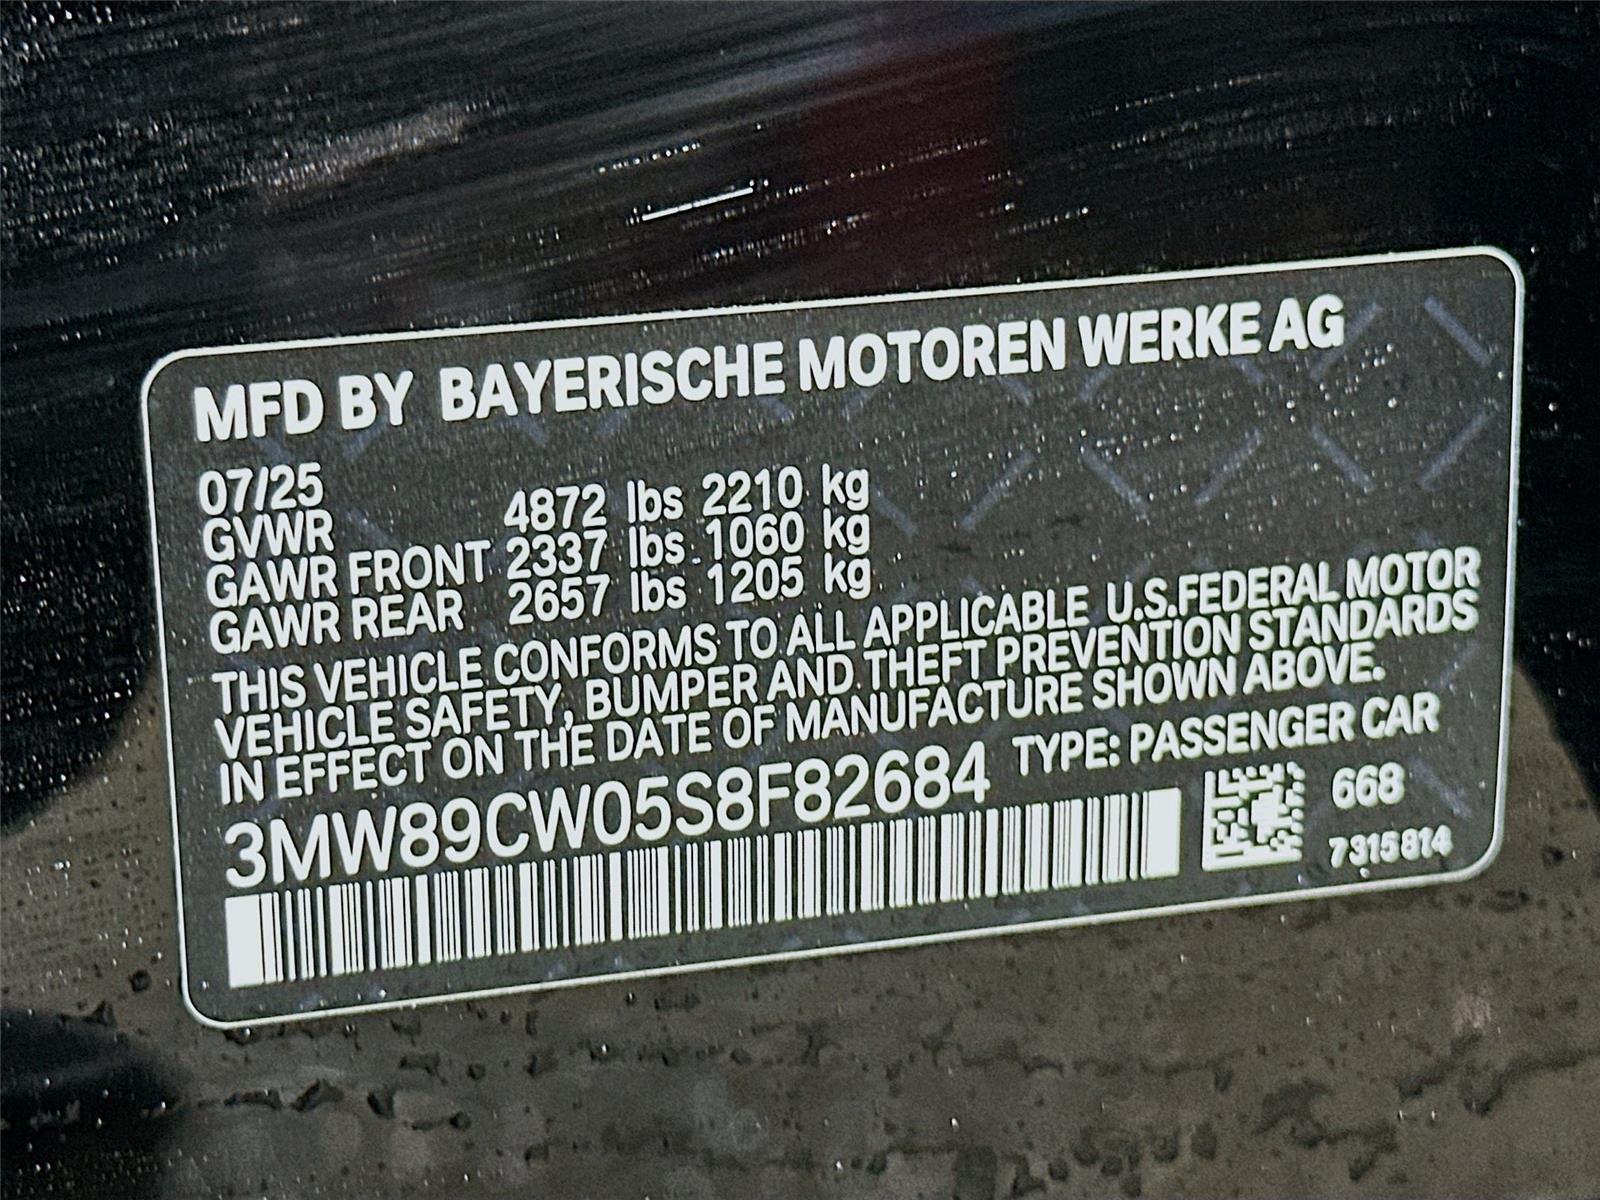 MFD BY BAYERISCHE MOTOREN WERKE AG
07/25
GVWR 4872 lbs 2210 kg
GAWR FRONT 2337 lbs 1060 kg
GAWR REAR 2657 lbs 1205 kg
THIS VEHICLE CONFORMS TO ALL APPLICABLE U.S.FEDERAL MOTOR
VEHICLE SAFETY, BUMPER AND THEFT PREVENTION STANDARDS
IN EFFECT ON THE DATE OF MANUFACTURE SHOWN ABOVE.
3MW89CW05S8F82684 TYPE: PASSENGER CAR
668
7315814